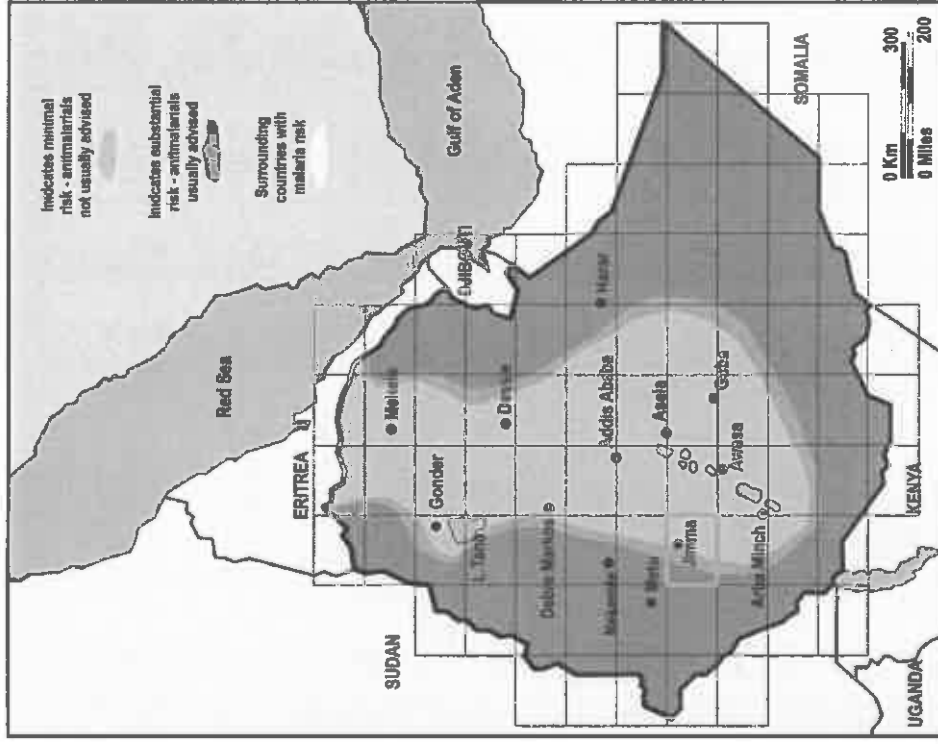 Indicates minimal
risk - antimalarials
not usually advised
Indicates substantial
risk - antimalarials
usually advised
Surrounding
countries with
malaria risk
Red Sea
Gulf of Aden
ERITREA
DJIBOUTI
SUDAN
SOMALIA
KENYA
UGANDA
Mekele
Gonder
L. Tana
Dessie
Debre Markos
Addis Ababa
Harar
Nekemte
Metu
Jimma
Asela
Goba
Awasa
Arba Minch
0 Km 300
0 Miles 200